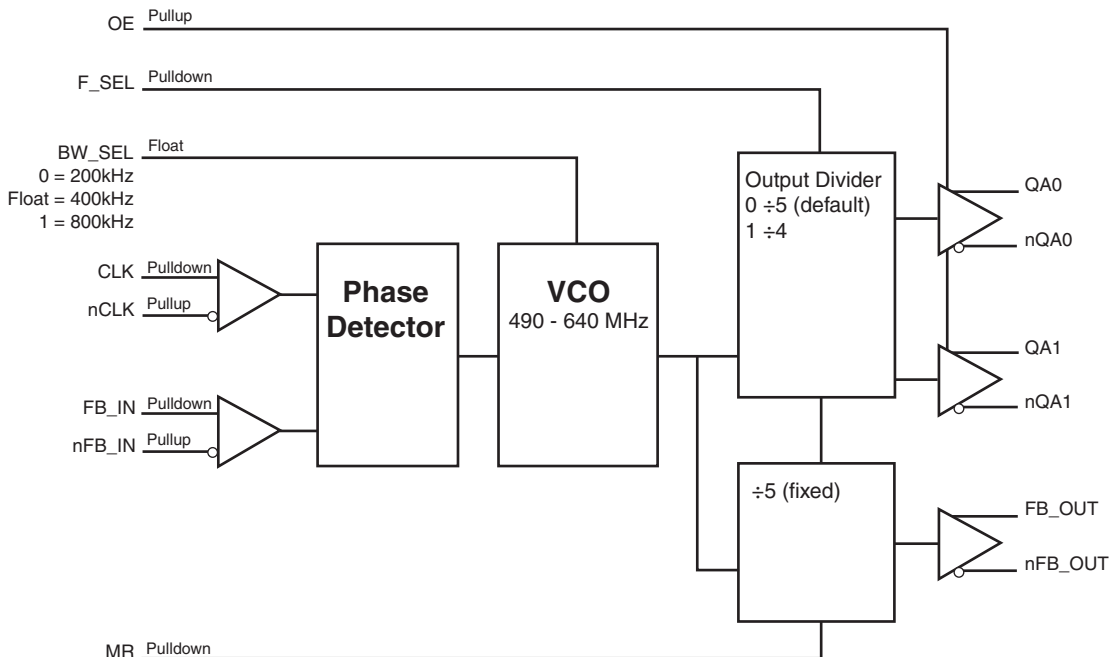 OE Pullup
F_SEL Pulldown
BW_SEL Float
0 = 200kHz
Float = 400kHz
1 = 800kHz
CLK Pulldown
nCLK Pullup
FB_IN Pulldown
nFB_IN Pullup
Phase
Detector
VCO
490 - 640 MHz
Output Divider
0 ÷5 (default)
1 ÷4
÷5 (fixed)
QA0
nQA0
QA1
nQA1
FB_OUT
nFB_OUT
MR Pulldown